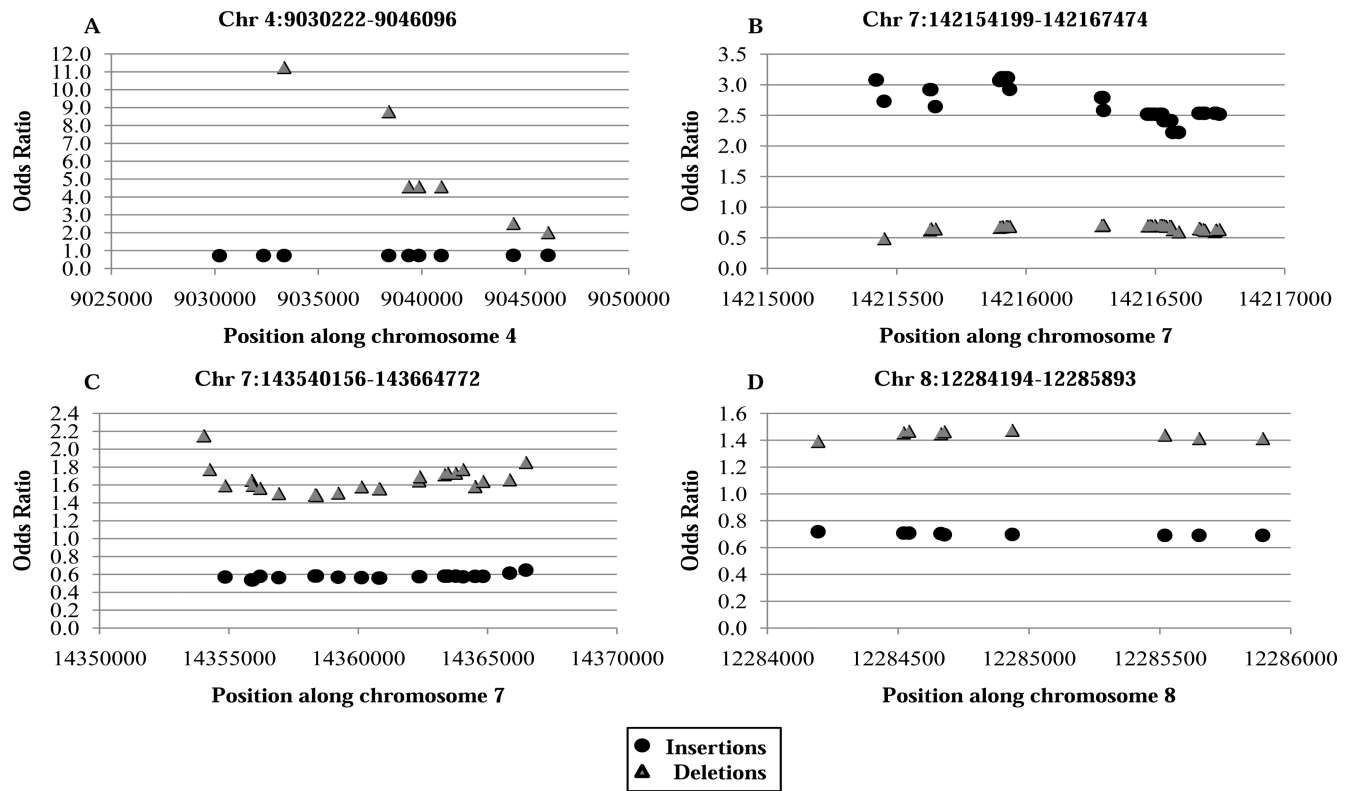 A
Chr 4:9030222-9046096
12.0
11.0
10.0
9.0
8.0
7.0
6.0
5.0
4.0
3.0
2.0
1.0
0.0
Odds Ratio
9025000 9030000 9035000 9040000 9045000 9050000
Position along chromosome 4
B
Chr 7:142154199-142167474
3.5
3.0
2.5
2.0
1.5
1.0
0.5
0.0
Odds Ratio
14215000 14215500 14216000 14216500 14217000
Position along chromosome 7
C
Chr 7:143540156-143664772
2.4
2.2
2.0
1.8
1.6
1.4
1.2
1.0
0.8
0.6
0.4
0.2
0.0
Odds Ratio
14350000 14355000 14360000 14365000 14370000
Position along chromosome 7
D
Chr 8:12284194-12285893
1.6
1.4
1.2
1.0
0.8
0.6
0.4
0.2
0.0
Odds Ratio
12284000 12284500 12285000 12285500 12286000
Position along chromosome 8
Insertions
Deletions